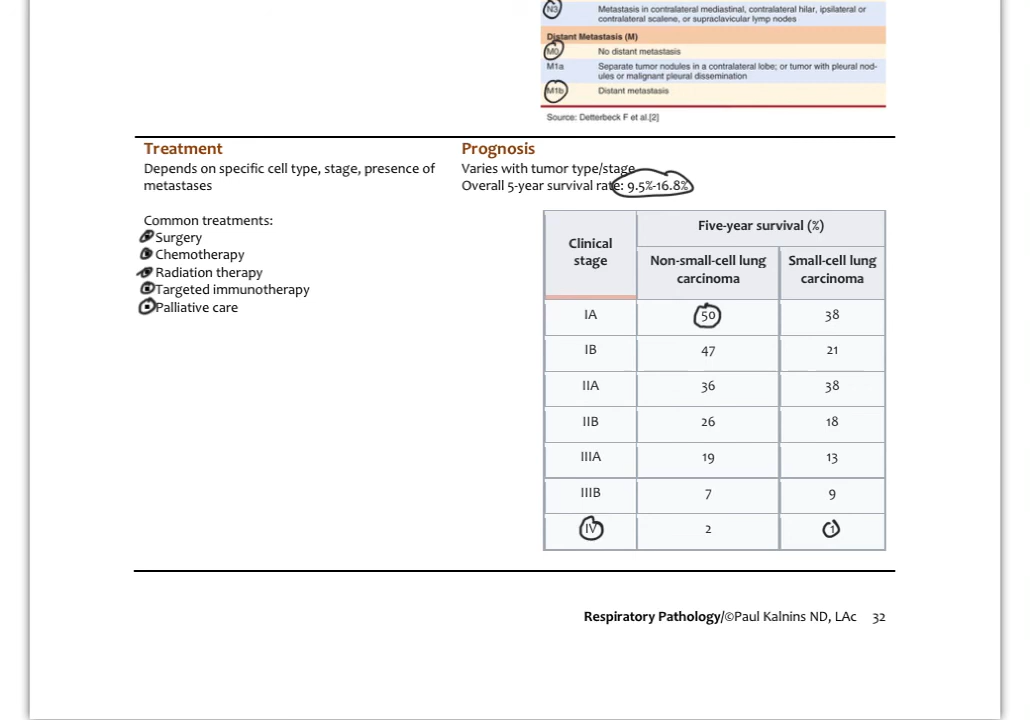 N3 Metastasis in contralateral mediastinal, contralateral hilar, ipsilateral or
contralateral scalene, or supraclavicular lymp nodes
Distant Metastasis (M)
M0 No distant metastasis
M1a Separate tumor nodules in a contralateral lobe; or tumor with pleural nod-
ules or malignant pleural dissemination
M1b Distant metastasis
Source: Detterbeck F et al.[2]
Treatment
Depends on specific cell type, stage, presence of
metastases
Common treatments:
Surgery
Chemotherapy
Radiation therapy
Targeted immunotherapy
Palliative care
Prognosis
Varies with tumor type/stage
Overall 5-year survival rate: 9.5%-16.8%
Clinical
stage
Five-year survival (%)
Non-small-cell lung
carcinoma
Small-cell lung
carcinoma
IA 50 38
IB 47 21
IIA 36 38
IIB 26 18
IIIA 19 13
IIIB 7 9
IV 2 1
Respiratory Pathology/©Paul Kalnins ND, LAc 32